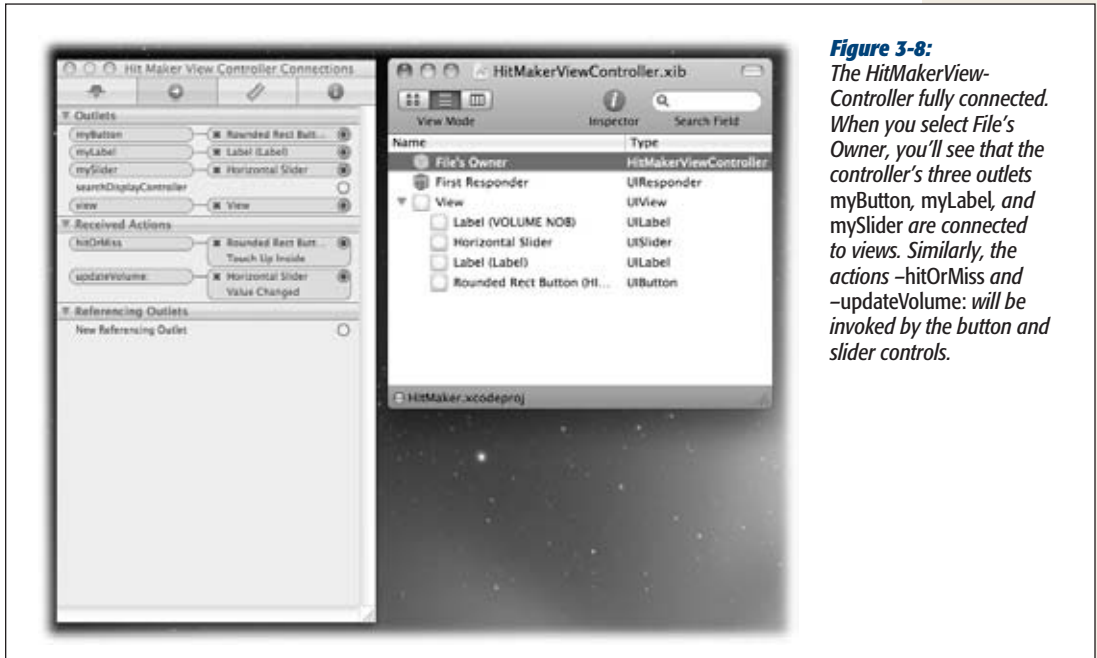 Hit Maker View Controller Connections
Outlets
myButton Rounded Rect Butt...
myLabel Label (Label)
mySlider Horizontal Slider
searchDisplayController
view View
Received Actions
hitOrMiss Rounded Rect Butt...
Touch Up Inside
updateVolume: Horizontal Slider
Value Changed
Referencing Outlets
New Referencing Outlet
HitMakerViewController.xib
View Mode Inspector Search Field
Name Type
File's Owner HitMakerViewController
First Responder UIResponder
View UIView
Label (VOLUME NOB) UILabel
Horizontal Slider UISlider
Label (Label) UILabel
Rounded Rect Button (HI... UIButton
HitMaker.xcodeproj
Figure 3-8:
The HitMakerView-
Controller fully connected.
When you select File's
Owner, you'll see that the
controller's three outlets
myButton, myLabel, and
mySlider are connected
to views. Similarly, the
actions –hitOrMiss and
–updateVolume: will be
invoked by the button and
slider controls.